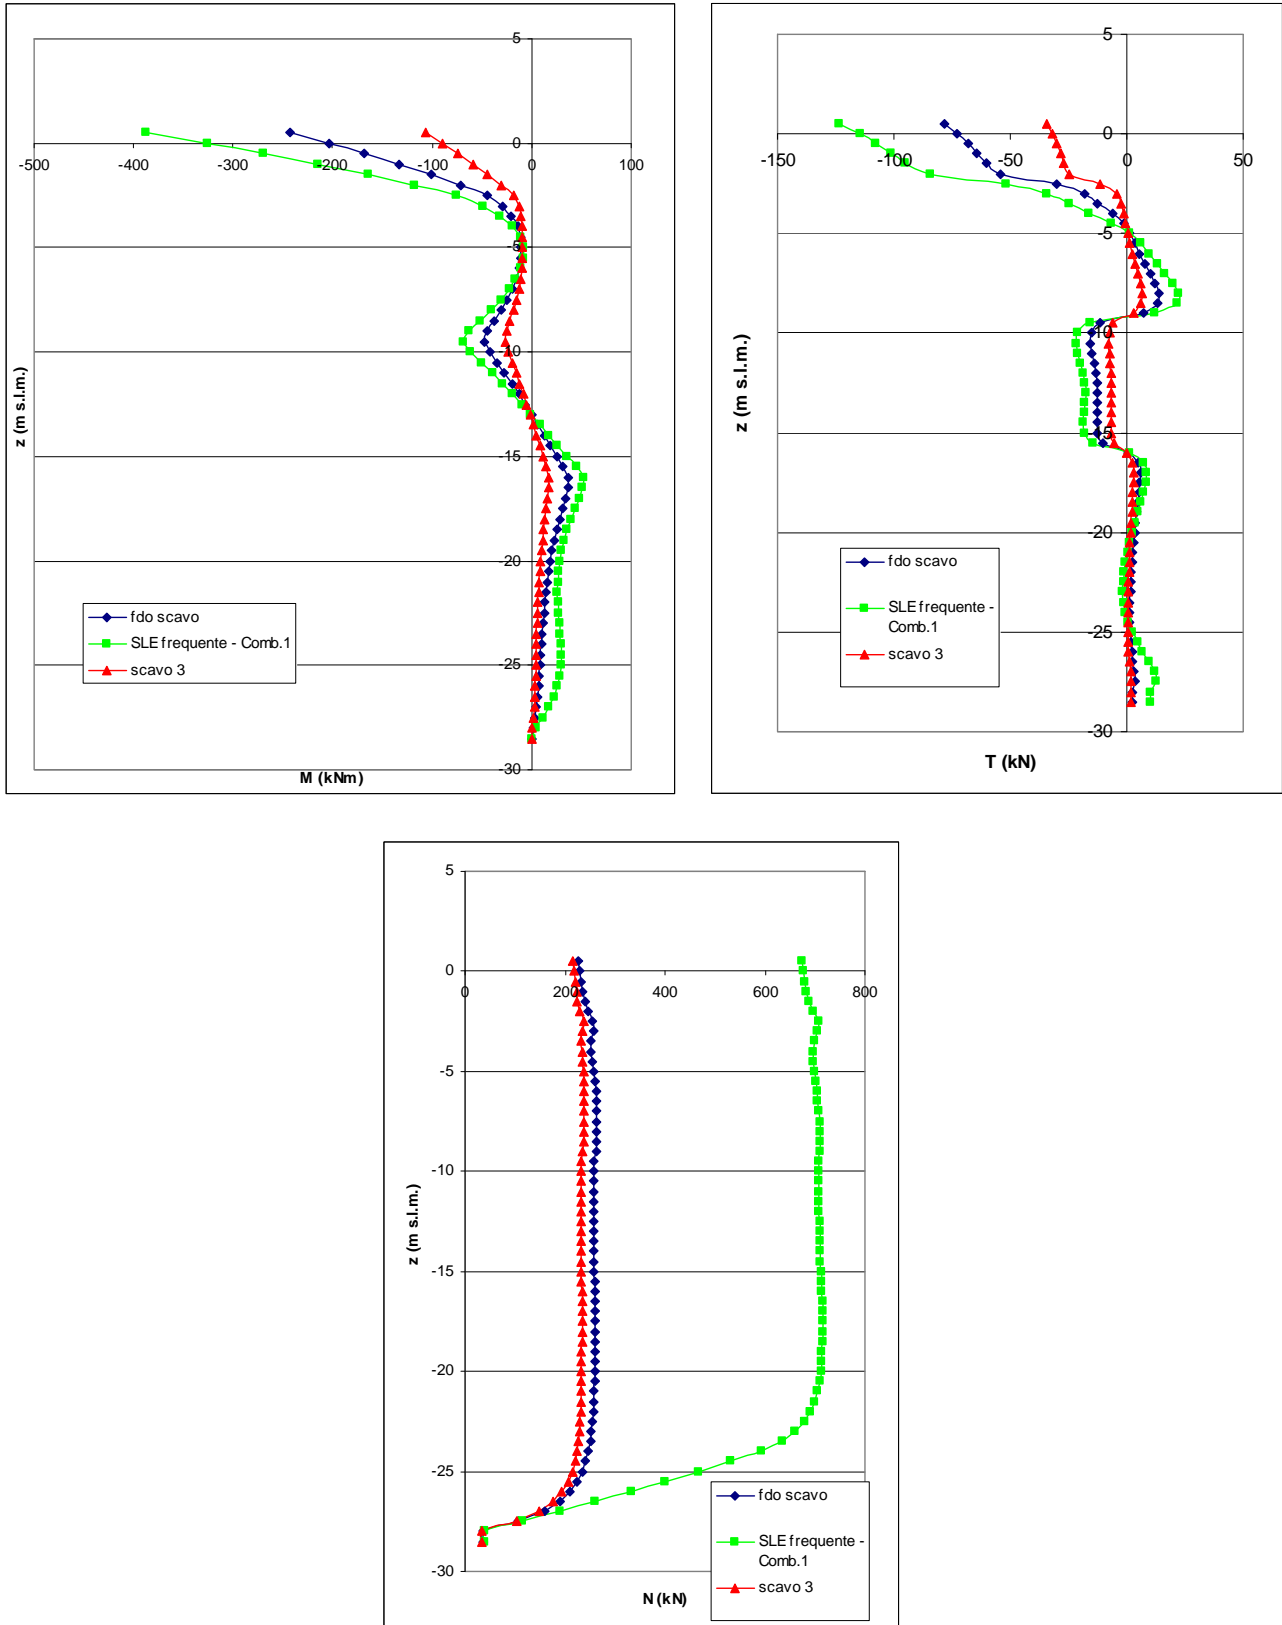 5
0
-500
-400
-300
-200
-100
0
100
-5
-10
-15
-20
-25
-30
z (m s.l.m.)
M (kNm)
fdo scavo
SLE frequente - Comb.1
scavo 3
5
0
-150
-100
-50
0
50
-5
-10
-15
-20
-25
-30
z (m s.l.m.)
T (kN)
fdo scavo
SLE frequente -
Comb.1
scavo 3
5
0
0
200
400
600
800
-5
-10
-15
-20
-25
-30
z (m s.l.m.)
N (kN)
fdo scavo
SLE frequente -
Comb.1
scavo 3